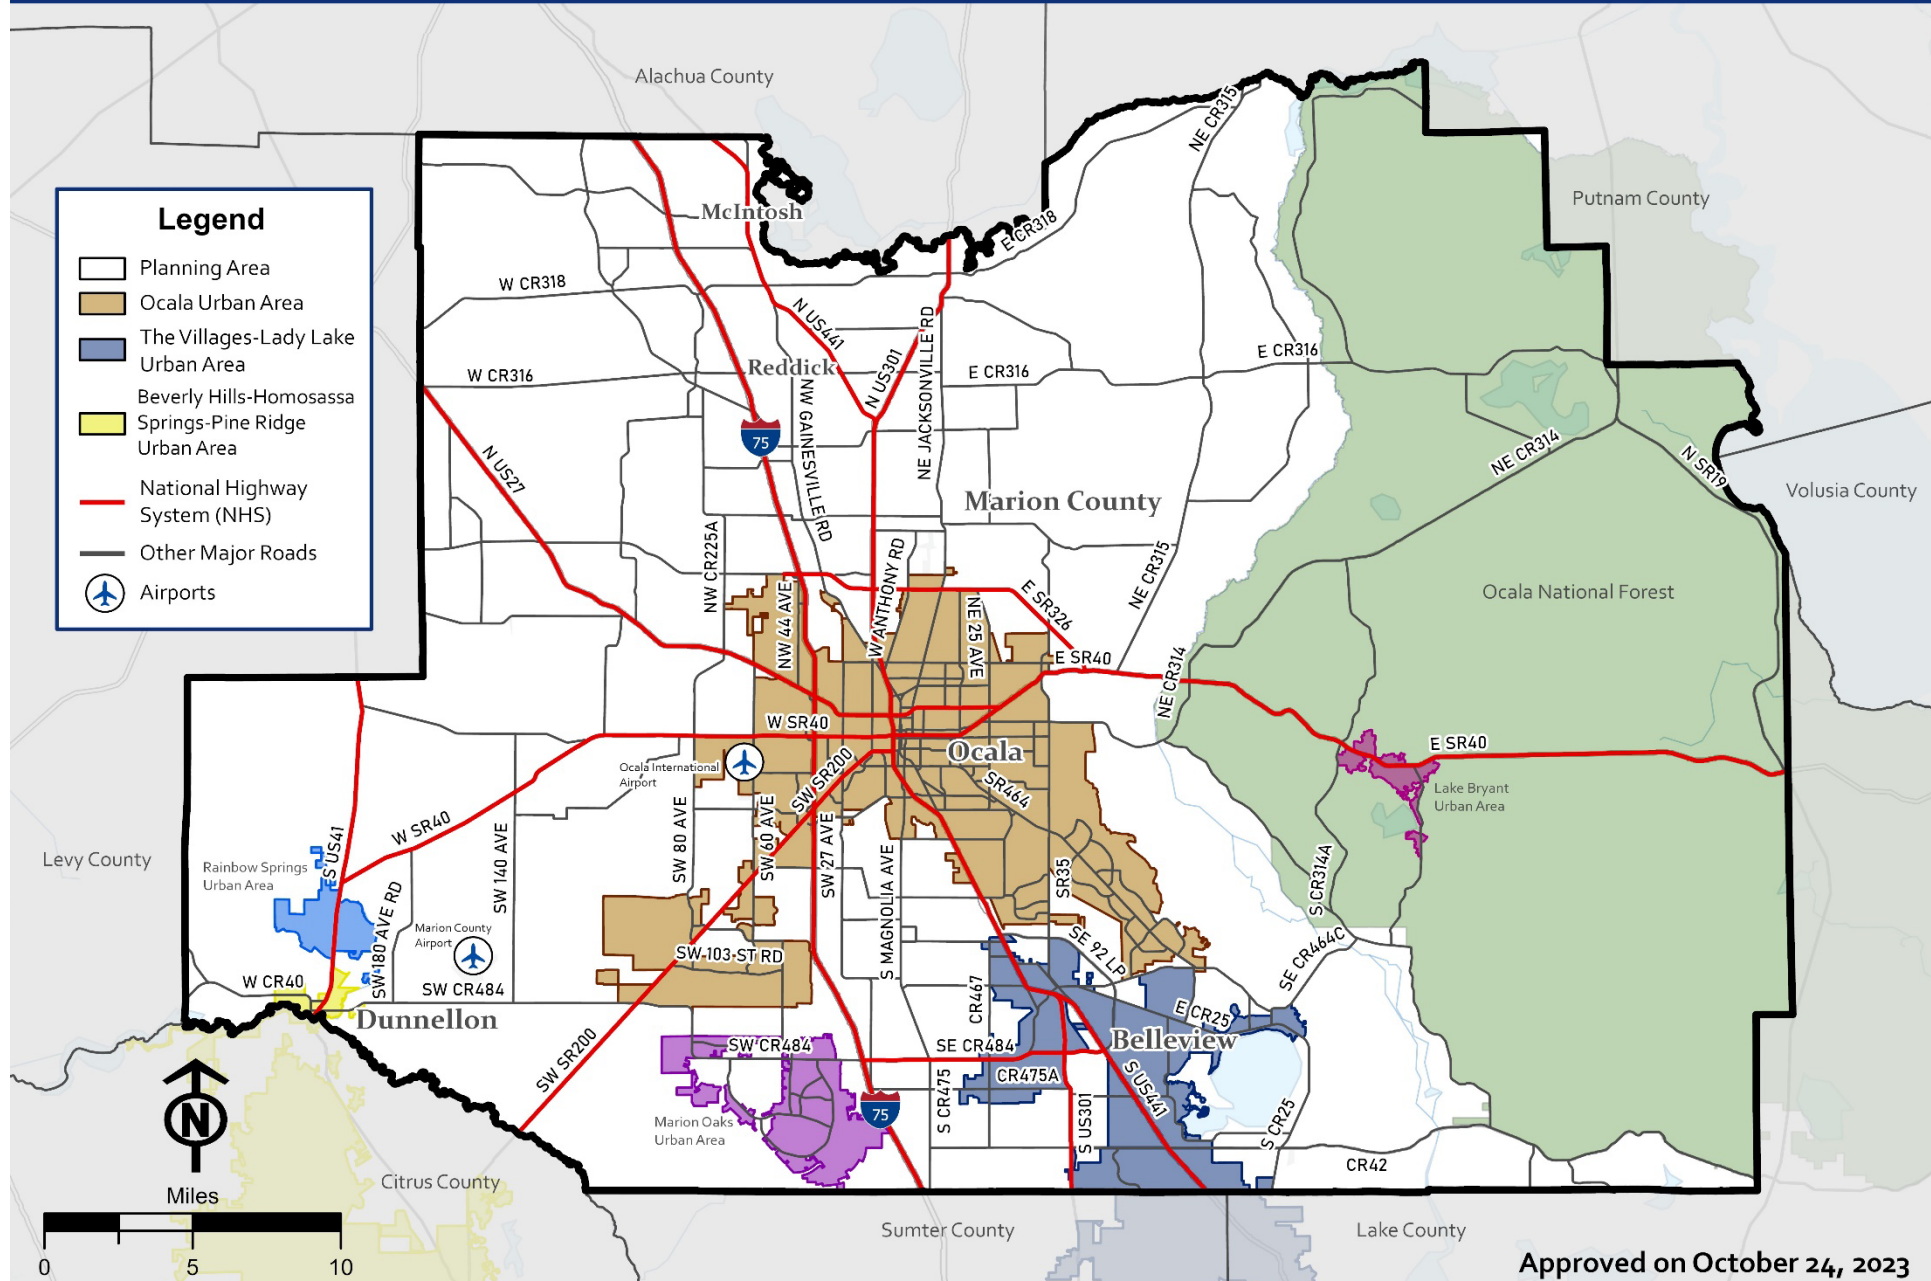 Alachua County
Putnam County
Volusia County
Levy County
Citrus County
Sumter County
Lake County
Legend
Planning Area
Ocala Urban Area
The Villages-Lady Lake
Urban Area
Beverly Hills-Homosassa
Springs-Pine Ridge
Urban Area
National Highway
System (NHS)
Other Major Roads
Airports
McIntosh
NE CR315
E CR318
W CR318
N US441
Reddick
N US301
NE JACKSONVILLE RD
W CR316
E CR316
E CR316
75
NW GAINESVILLE RD
N US27
NE CR314
N SR19
Marion County
NW CR225A
W ANTHONY RD
NE CR315
NW 44 AVE
NE 25 AVE
E SR326
Ocala National Forest
E SR40
NE CR314
W SR40
Ocala
E SR40
Ocala International
Airport
SW SR200
SR464
Lake Bryant
Urban Area
SW 80 AVE
SW 60 AVE
SW 27 AVE
S MAGNOLIA AVE
SR35
S CR314A
W SR40
SW 140 AVE
S US41
Rainbow Springs
Urban Area
SW 180 AVE RD
Marion County
Airport
SW 103 ST RD
SE 92 LP
SE CR464C
W CR40
SW CR484
CR467
E CR25
Dunnellon
SW SR200
SW CR484
SE CR484
Belleview
CR475A
S CR475
S US301
S US441
S CR25
75
Marion Oaks
Urban Area
CR42
N
Miles
0
5
10
Approved on October 24, 2023